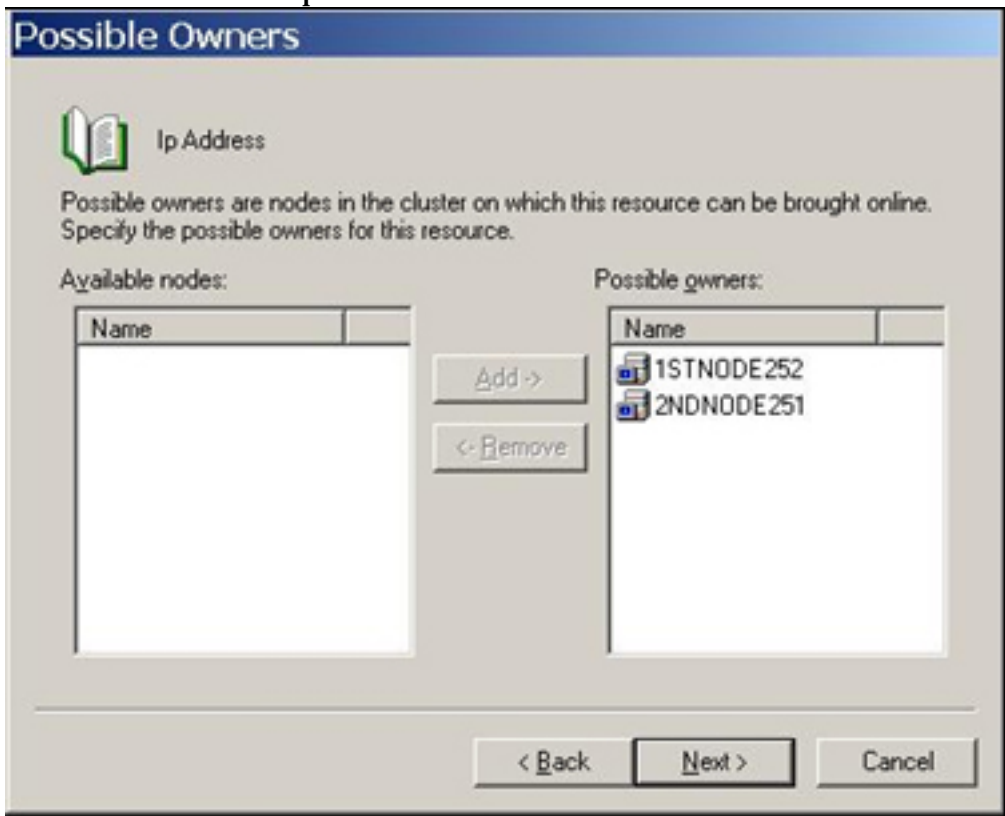 Possible Owners
Ip Address
Possible owners are nodes in the cluster on which this resource can be brought online.
Specify the possible owners for this resource.
Available nodes:
Possible owners:
Name
Name
1STNODE252
2NDNODE251
Add ->
<- Remove
< Back
Next >
Cancel